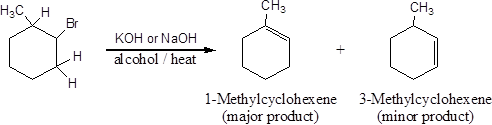 H₃C
H
Br
H
H
KOH or NaOH
alcohol / heat
CH₃
+
CH₃
1-Methylcyclohexene
(major product)
3-Methylcyclohexene
(minor product)